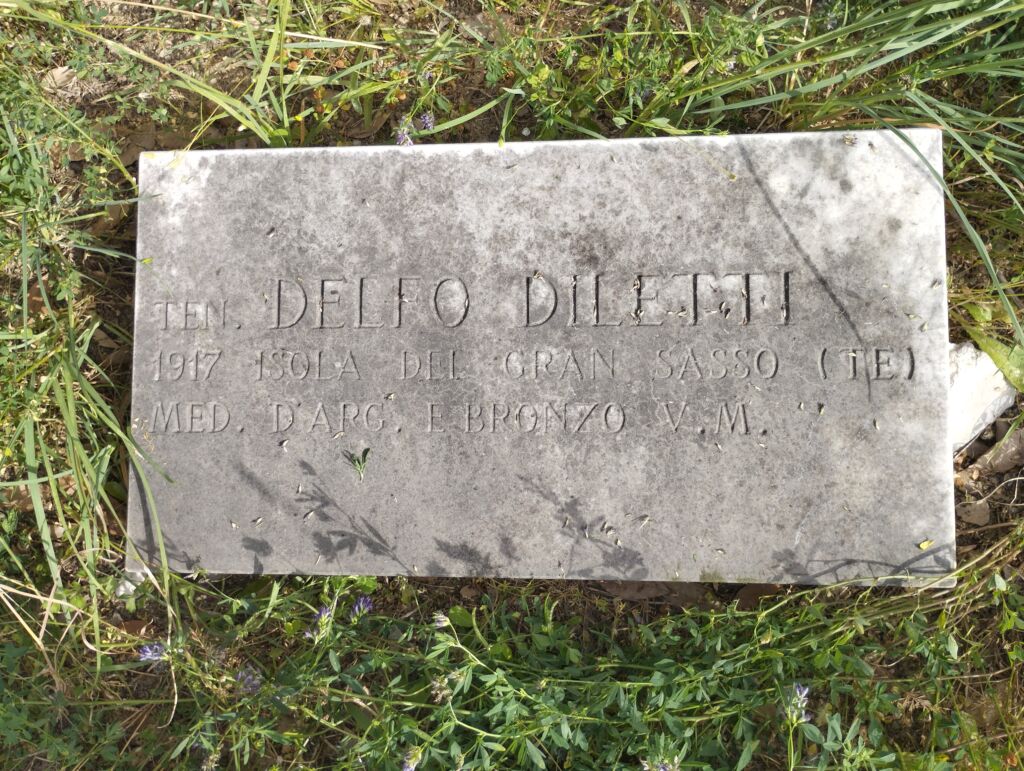 TEN. DELFO DILETTI
1917 ISOLA DEL GRAN SASSO (TE)
MED. D'ARG. E BRONZO V.M.